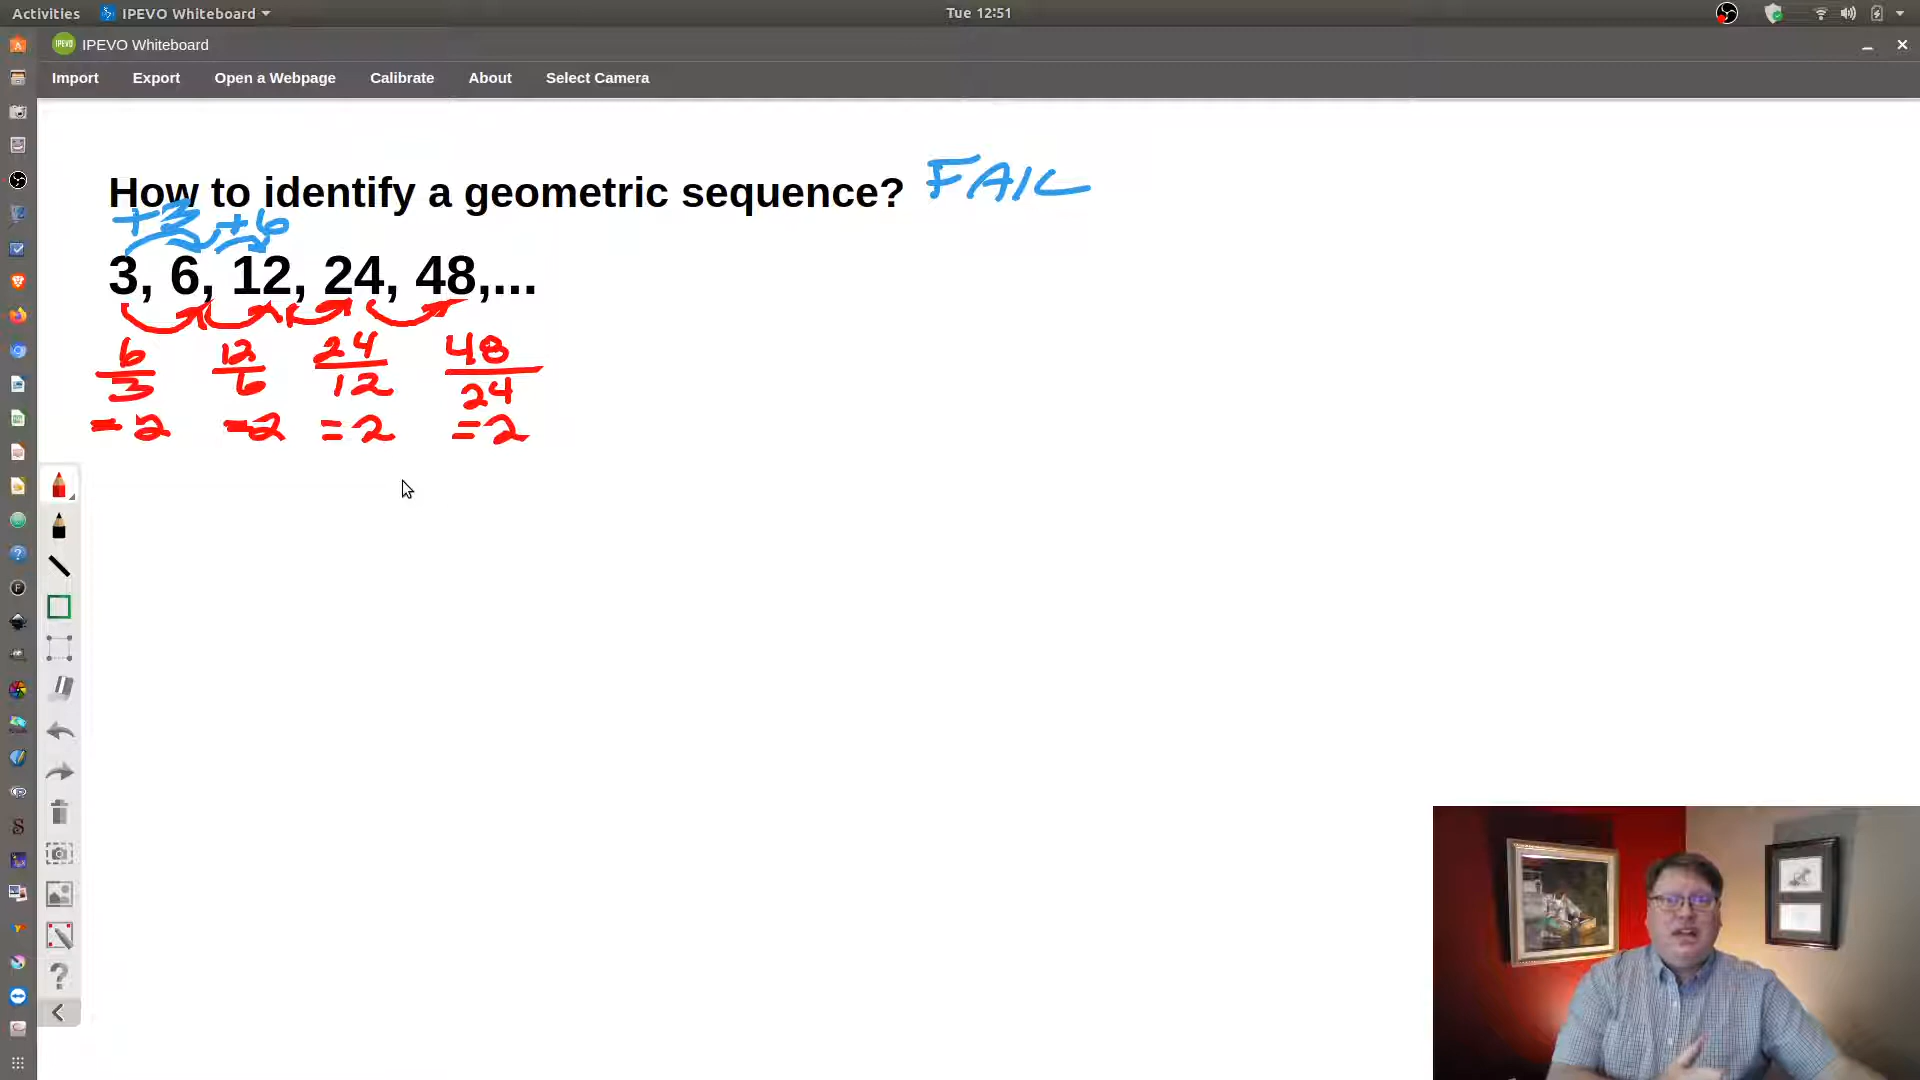 Activities IPEVO Whiteboard Tue 12:51
IPEVO Whiteboard
Import Export Open a Webpage Calibrate About Select Camera
How to identify a geometric sequence? FAIL
+3 +6
3, 6, 12, 24, 48,...
6/3 12/6 24/12 48/24
=2 =2 =2 =2